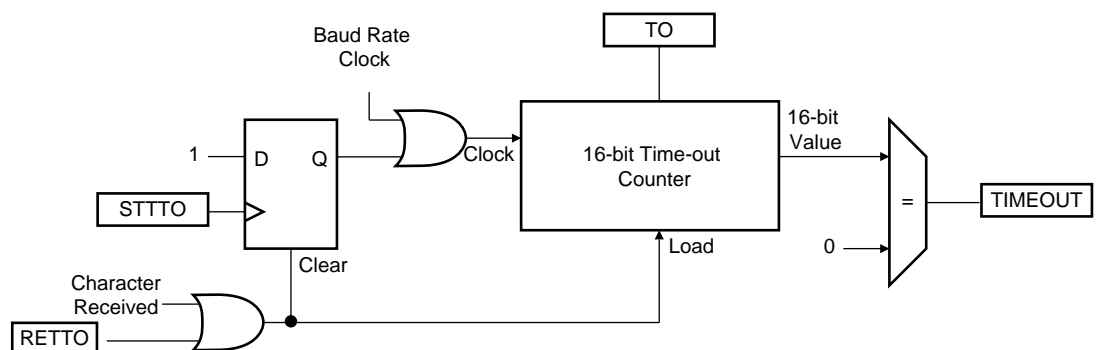 TO
Baud Rate
Clock
16-bit
Value
1
D
Q
Clock
16-bit Time-out
Counter
STTTO
=
TIMEOUT
Clear
Load
0
Character
Received
RETTO